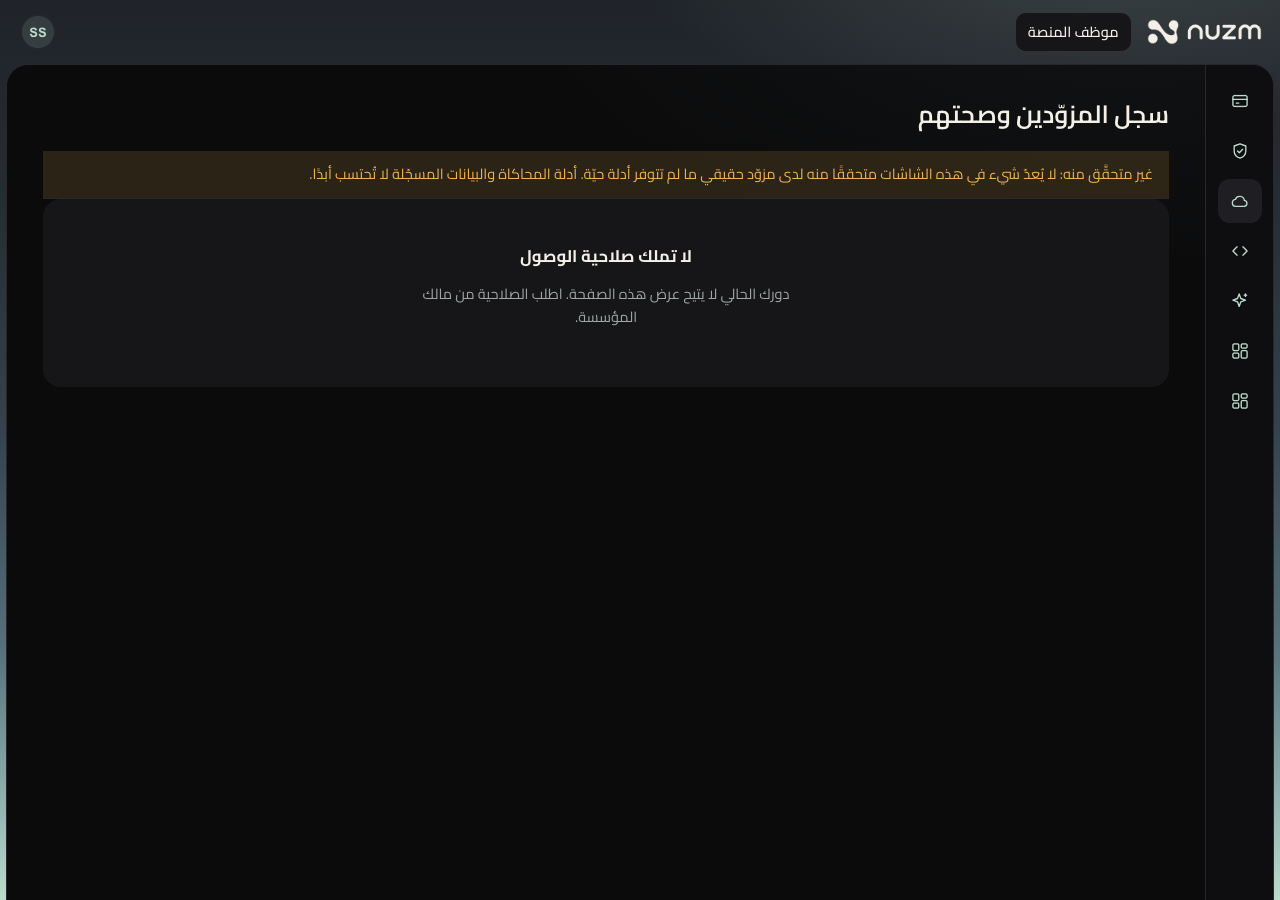 nuzm
موظف المنصة
SS
سجل المزوّدين وصحتهم
غير متحقَّق منه: لا يُعدّ شيء في هذه الشاشات متحققًا منه لدى مزوّد حقيقي ما لم تتوفر أدلة حيّة. أدلة المحاكاة والبيانات المسجّلة لا تُحتسب أبدًا.
لا تملك صلاحية الوصول
دورك الحالي لا يتيح عرض هذه الصفحة. اطلب الصلاحية من مالك
المؤسسة.